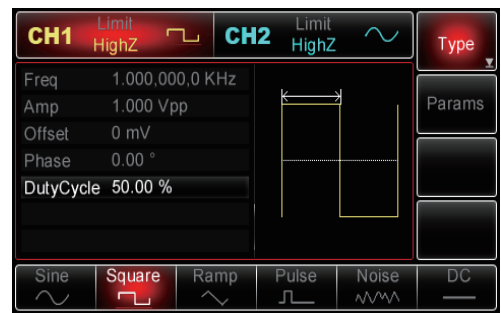 CH1 Limit HighZ CH2 Limit HighZ Type
Freq 1.000,000,0 KHz
Amp 1.000 Vpp Params
Offset 0 mV
Phase 0.00 °
DutyCycle 50.00 %
Sine Square Ramp Pulse Noise DC